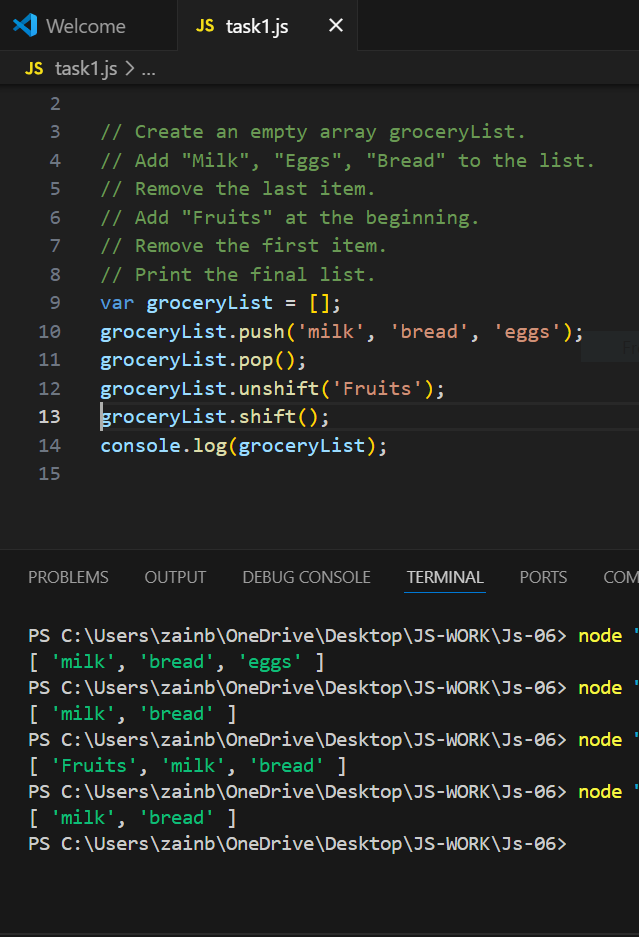 Welcome
JS task1.js ×
JS task1.js > ...
2
3 // Create an empty array groceryList.
4 // Add "Milk", "Eggs", "Bread" to the list.
5 // Remove the last item.
6 // Add "Fruits" at the beginning.
7 // Remove the first item.
8 // Print the final list.
9 var groceryList = [];
10 groceryList.push('milk', 'bread', 'eggs');
11 groceryList.pop();
12 groceryList.unshift('Fruits');
13 groceryList.shift();
14 console.log(groceryList);
15
PROBLEMS OUTPUT DEBUG CONSOLE TERMINAL PORTS COM
PS C:\Users\zainb\OneDrive\Desktop\JS-WORK\Js-06> node '
[ 'milk', 'bread', 'eggs' ]
PS C:\Users\zainb\OneDrive\Desktop\JS-WORK\Js-06> node '
[ 'milk', 'bread' ]
PS C:\Users\zainb\OneDrive\Desktop\JS-WORK\Js-06> node '
[ 'Fruits', 'milk', 'bread' ]
PS C:\Users\zainb\OneDrive\Desktop\JS-WORK\Js-06> node '
[ 'milk', 'bread' ]
PS C:\Users\zainb\OneDrive\Desktop\JS-WORK\Js-06>